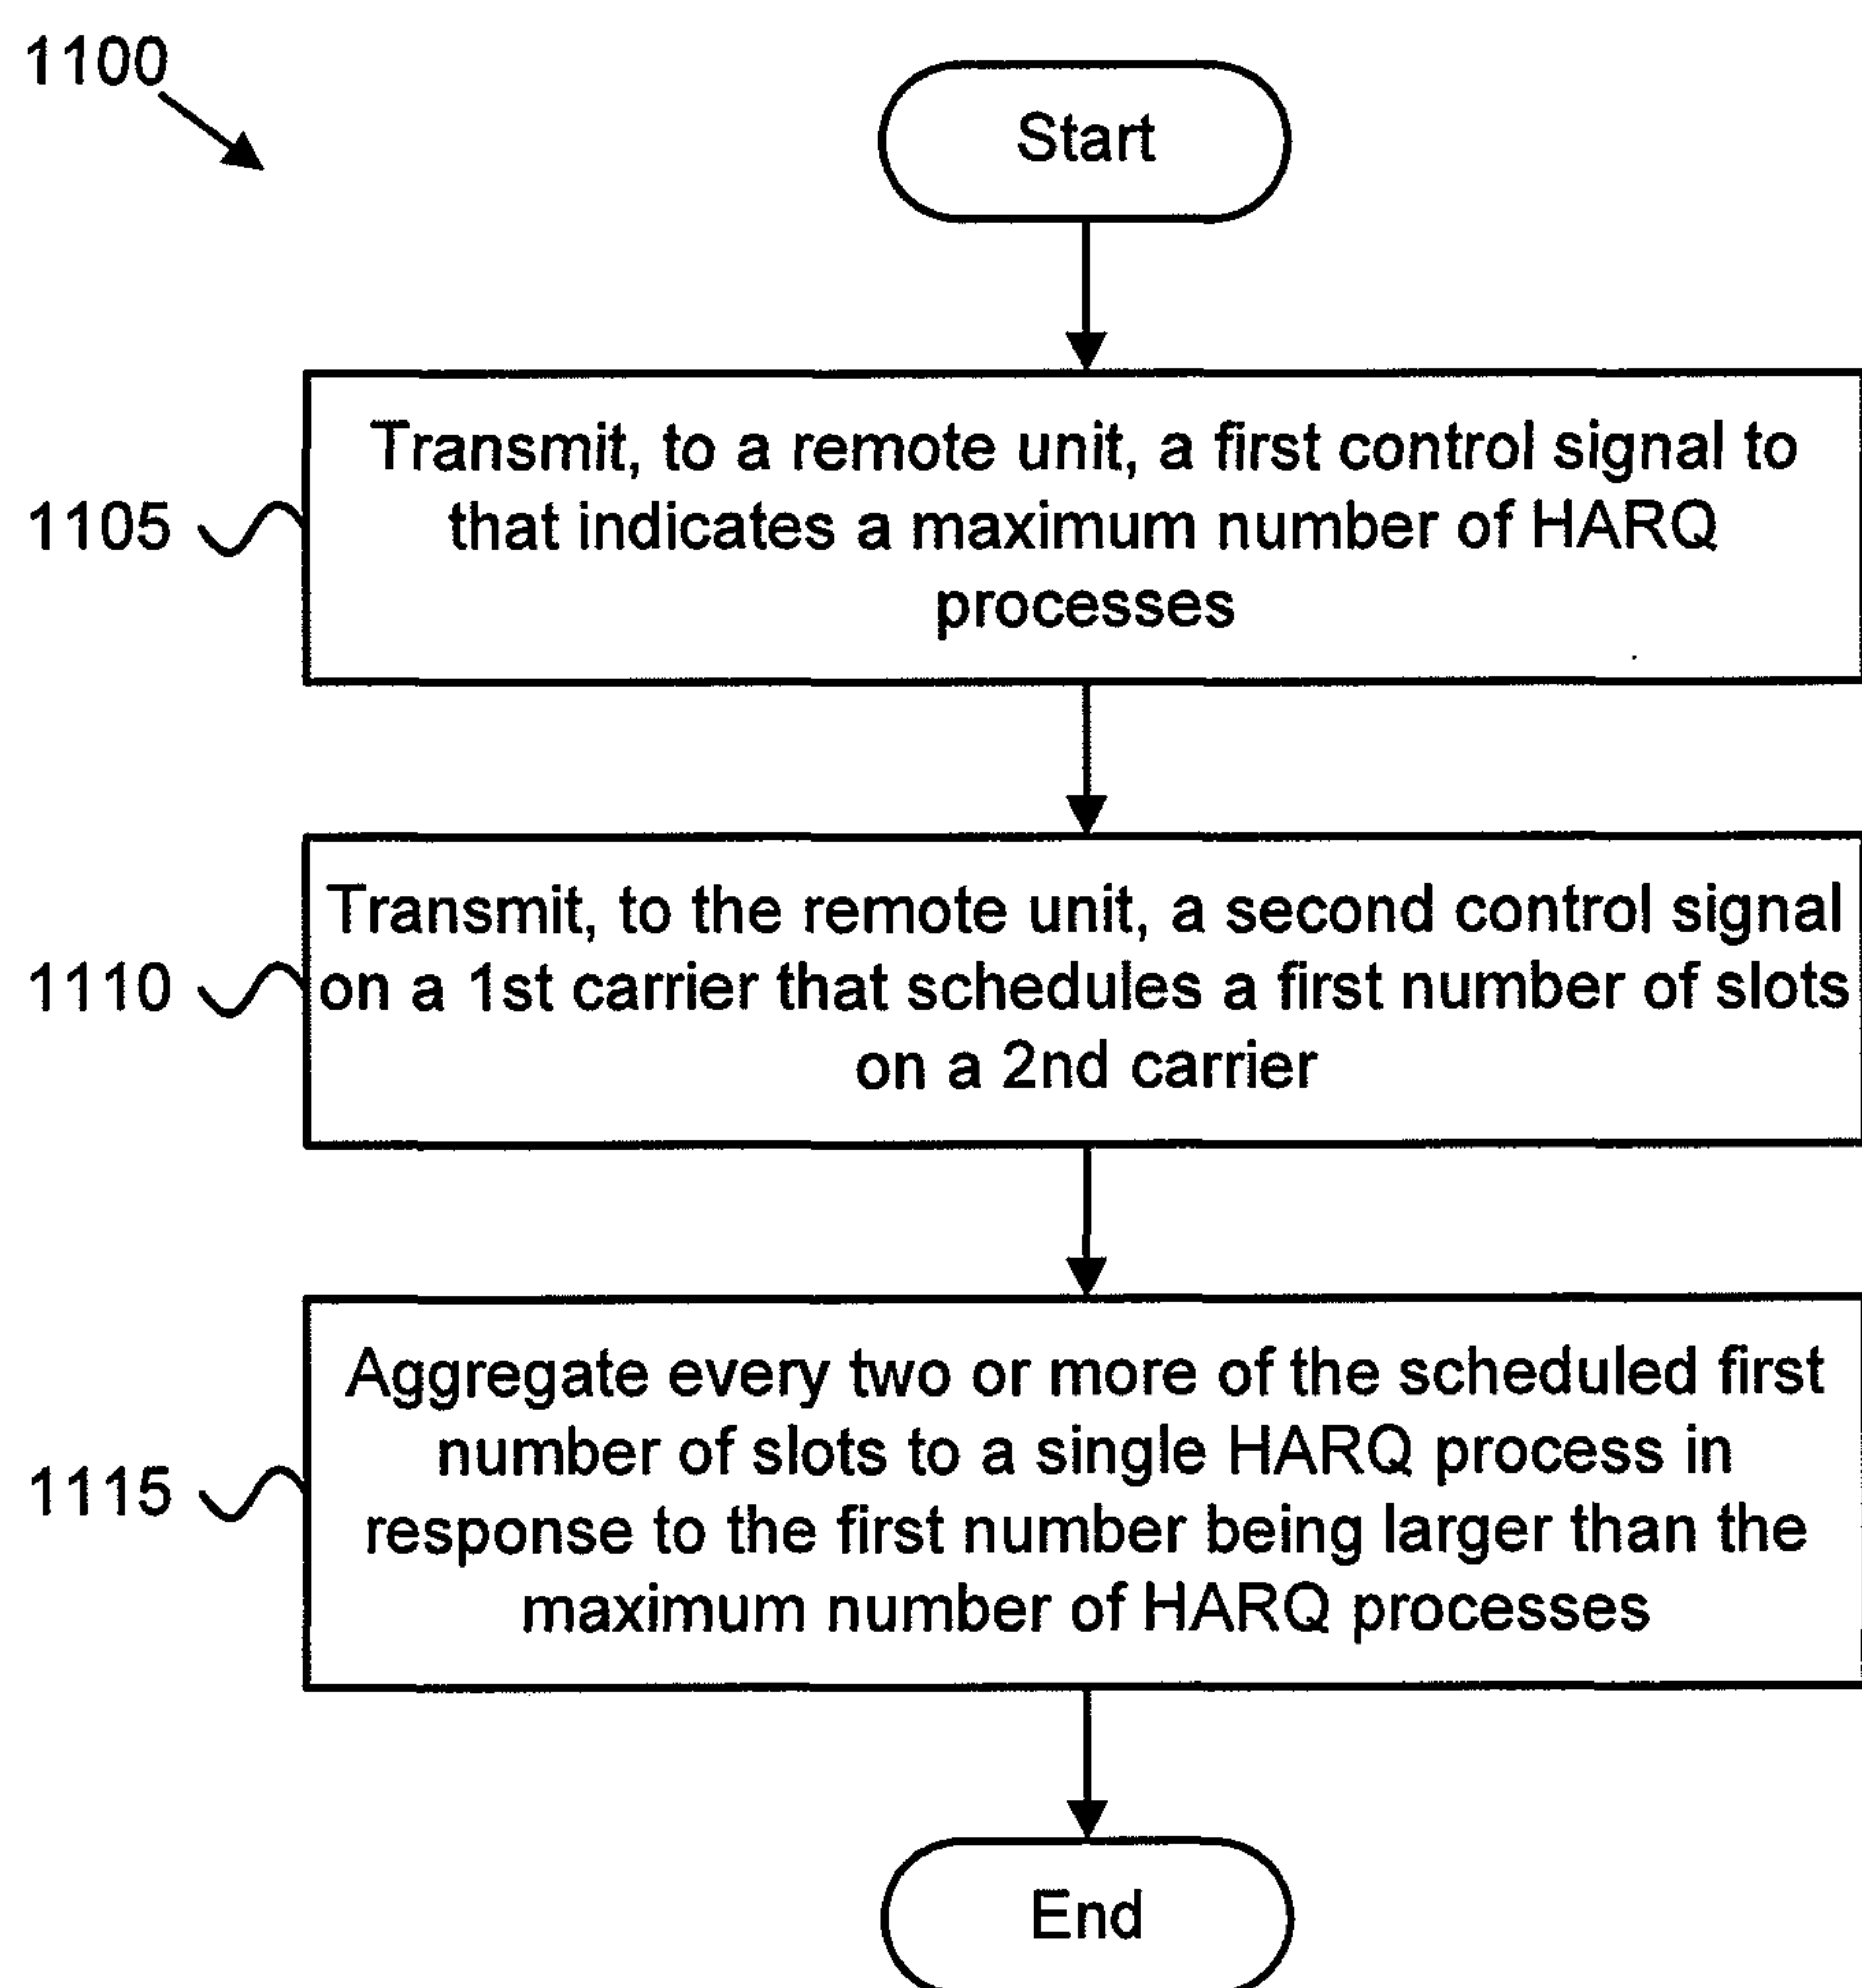 1100
Start
1105
Transmit, to a remote unit, a first control signal to
that indicates a maximum number of HARQ
processes
1110
Transmit, to the remote unit, a second control signal
on a 1st carrier that schedules a first number of slots
on a 2nd carrier
1115
Aggregate every two or more of the scheduled first
number of slots to a single HARQ process in
response to the first number being larger than the
maximum number of HARQ processes
End